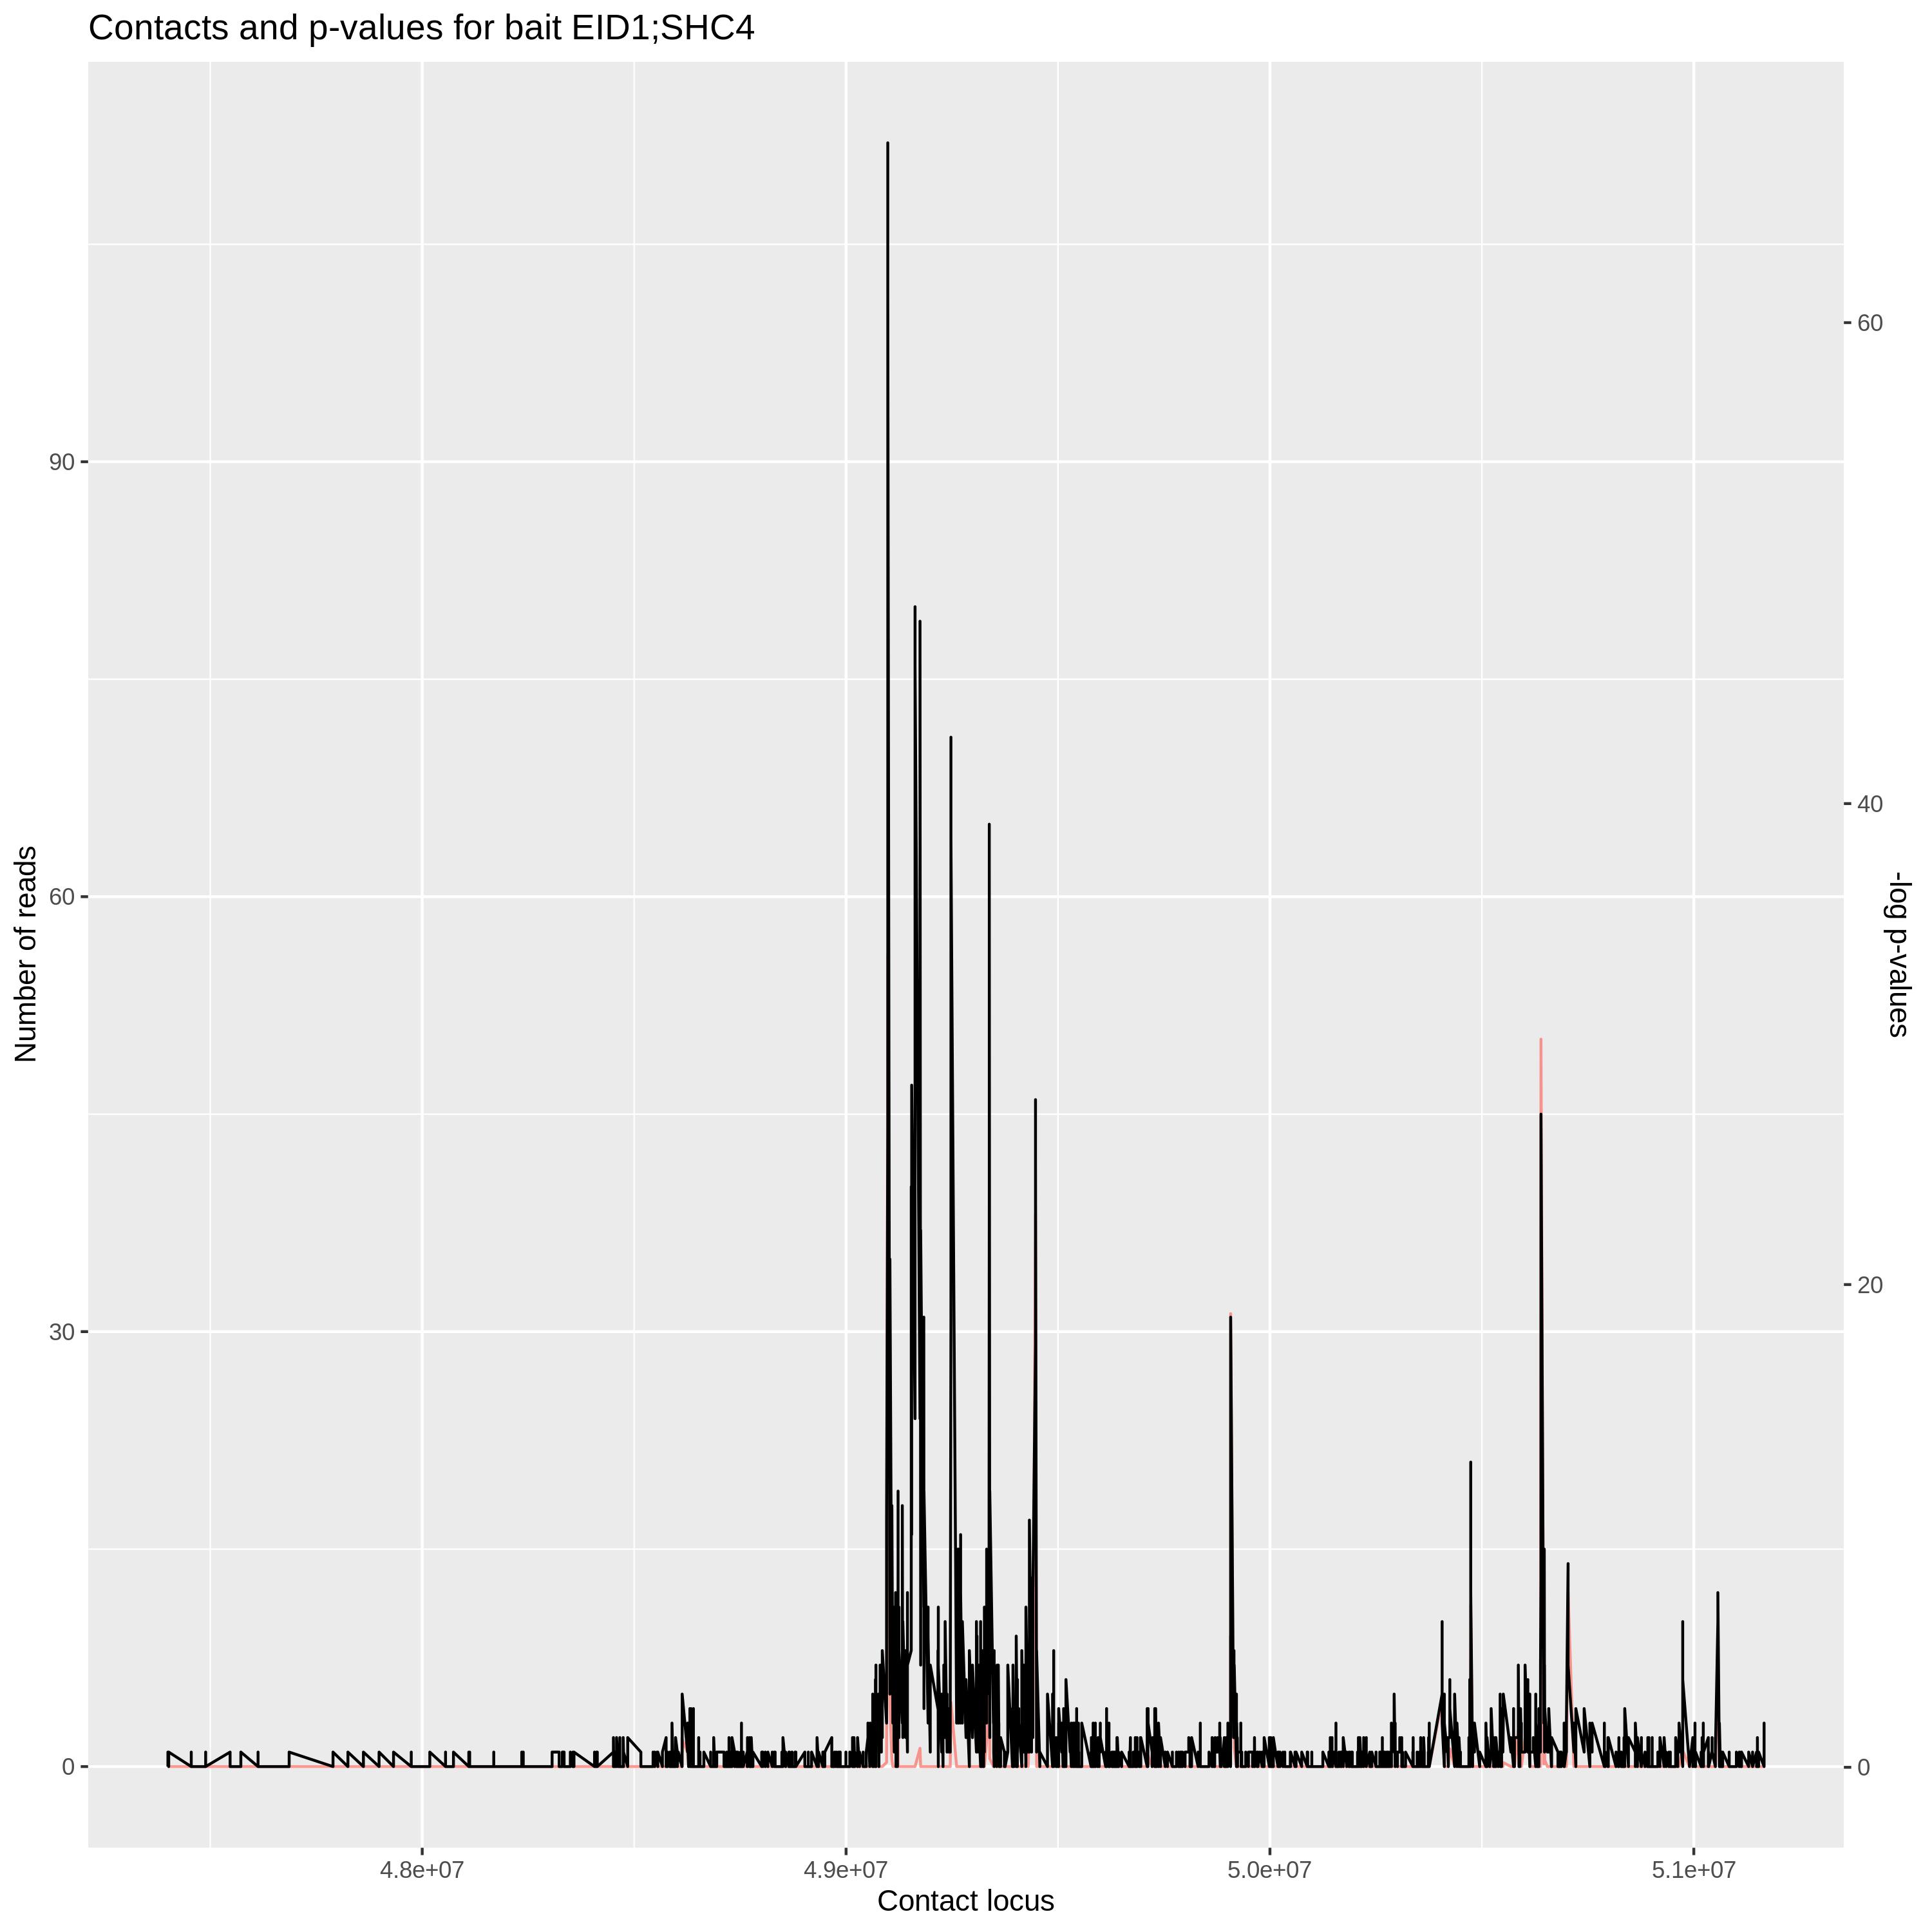 Contacts and p-values for bait EID1;SHC4
Number of reads
90
60
30
0
60
40
20
0
-log p-values
4.8e+07
4.9e+07
5.0e+07
5.1e+07
Contact locus